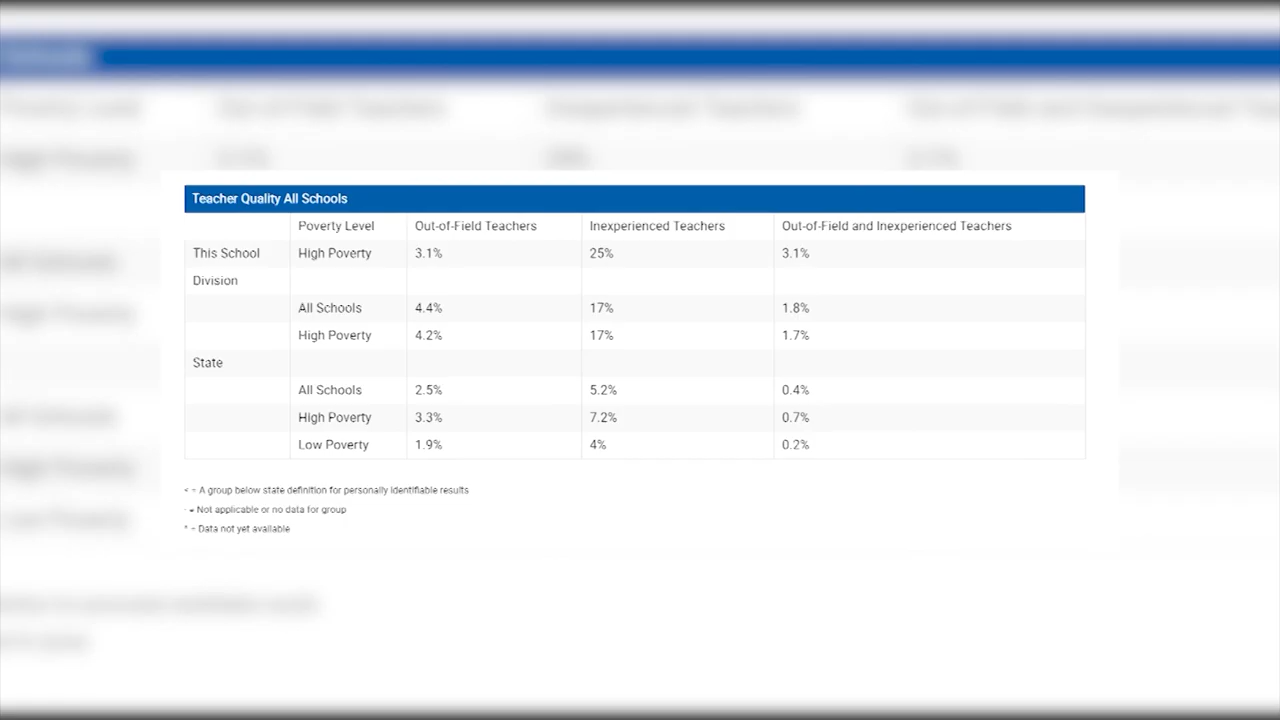 Teacher Quality All Schools
Poverty Level Out-of-Field Teachers Inexperienced Teachers Out-of-Field and Inexperienced Teachers
This School High Poverty 3.1% 25% 3.1%
Division
All Schools 4.4% 17% 1.8%
High Poverty 4.2% 17% 1.7%
State
All Schools 2.5% 5.2% 0.4%
High Poverty 3.3% 7.2% 0.7%
Low Poverty 1.9% 4% 0.2%
< = A group below state definition for personally identifiable results
- = Not applicable or no data for group
* = Data not yet available